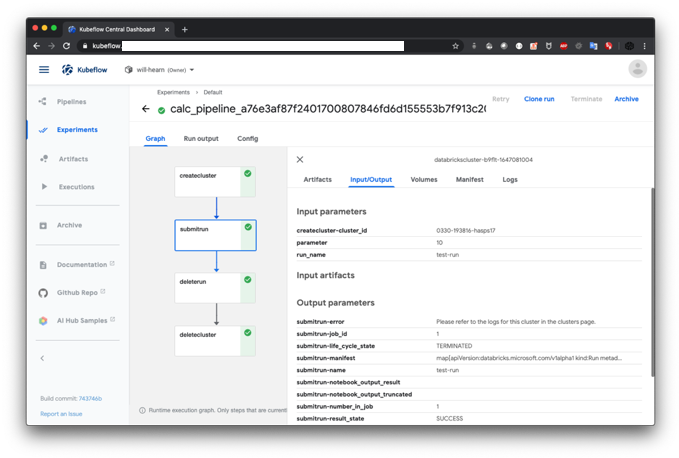 Kubeflow Central Dashboard
kubeflow.
Kubeflow
will-hearn (Owner)
Experiments > Default
calc_pipeline_a76e3af87f2401700807846fd6d155553b7f913c20
Retry
Clone run
Terminate
Archive
Pipelines
Experiments
Artifacts
Executions
Archive
Documentation
Github Repo
AI Hub Samples
Build commit: 743746b
Report an Issue
Graph
Run output
Config
createcluster
submitrun
deleterun
deletecluster
Runtime execution graph. Only steps that are current
databrickscluster-b9flt-1647081004
Artifacts
Input/Output
Volumes
Manifest
Logs
Input parameters
createcluster-cluster_id 0330-193816-hasps17
parameter 10
run_name test-run
Input artifacts
Output parameters
submitrun-error Please refer to the logs for this cluster in the clusters page.
submitrun-job_id 1
submitrun-life_cycle_state TERMINATED
submitrun-manifest map[apiVersion:databricks.microsoft.com/v1alpha1 kind:Run metad...
submitrun-name test-run
submitrun-notebook_output_result
submitrun-notebook_output_truncated
submitrun-number_in_job 1
submitrun-result_state SUCCESS